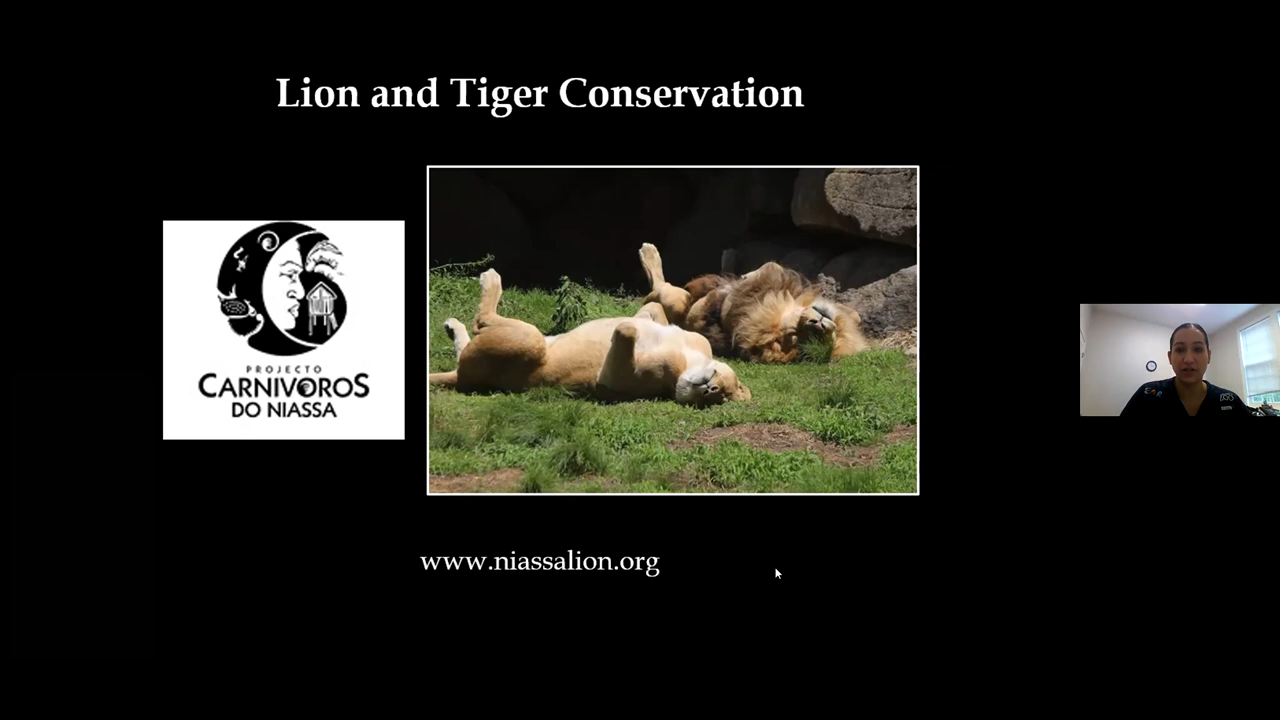 Lion and Tiger Conservation
PROJECTO
CARNIVOROS
DO NIASSA
www.niassalion.org